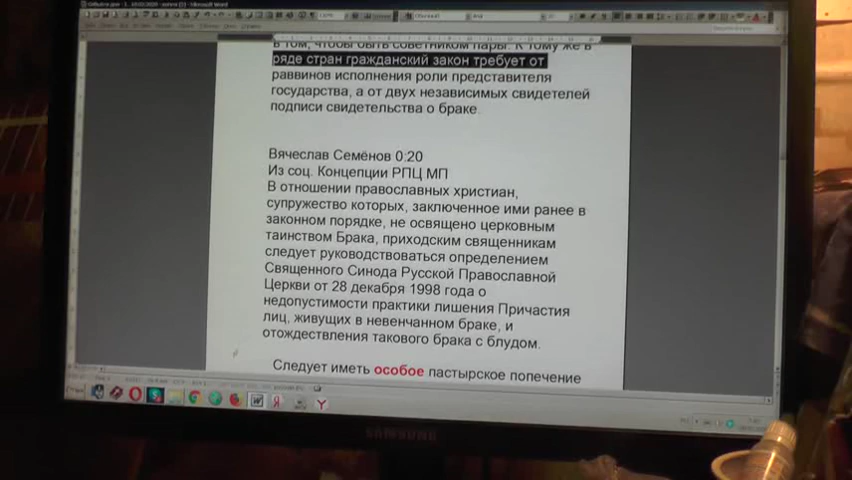 в том, чтобы быть советником пары. К тому же в
ряде стран гражданский закон требует от
раввинов исполнения роли представителя
государства, а от двух независимых свидетелей
подписи свидетельства о браке.
Вячеслав Семёнов 0:20
Из соц. Концепции РПЦ МП
В отношении православных христиан,
супружество которых, заключенное ими ранее в
законном порядке, не освящено церковным
таинством Брака, приходским священникам
следует руководствоваться определением
Священного Синода Русской Православной
Церкви от 28 декабря 1998 года о
недопустимости практики лишения Причастия
лиц, живущих в невенчанном браке, и
отождествления такового брака с блудом.
Следует иметь особое пастырское попечение
SAMSUNG